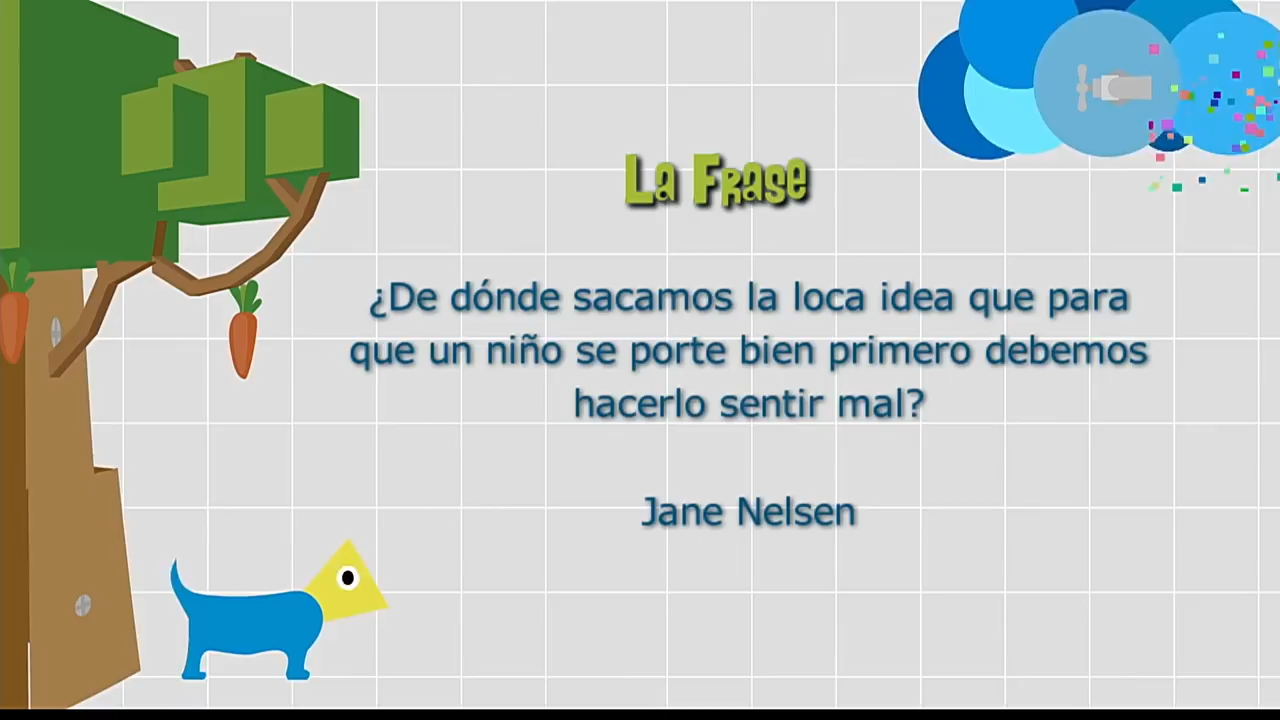 La Frase
¿De dónde sacamos la loca idea que para
que un niño se porte bien primero debemos
hacerlo sentir mal?
Jane Nelsen